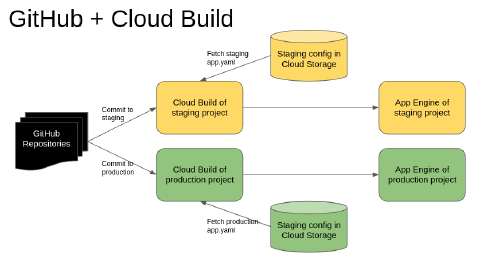 GitHub + Cloud Build
Fetch staging
app.yaml
Staging config in
Cloud Storage
Commit to
staging
Cloud Build of
staging project
App Engine of
staging project
GitHub
Repositories
Commit to
production
Cloud Build of
production project
App Engine of
production project
Fetch production
app.yaml
Staging config in
Cloud Storage